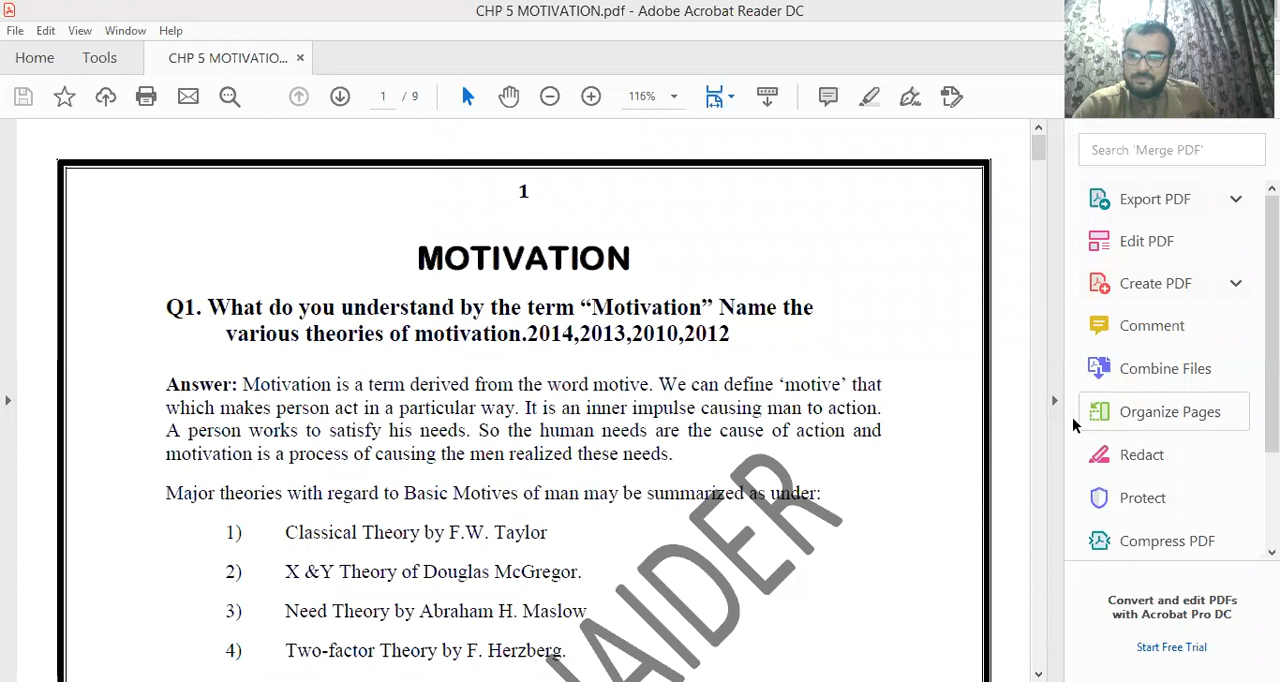 CHP 5 MOTIVATION.pdf - Adobe Acrobat Reader DC
File Edit View Window Help
Home Tools CHP 5 MOTIVATIO... ×
1 / 9 116%
Search 'Merge PDF'
Export PDF
Edit PDF
Create PDF
Comment
Combine Files
Organize Pages
Redact
Protect
Compress PDF
Convert and edit PDFs
with Acrobat Pro DC
Start Free Trial
1
MOTIVATION
Q1. What do you understand by the term “Motivation” Name the
various theories of motivation.2014,2013,2010,2012
Answer: Motivation is a term derived from the word motive. We can define ‘motive’ that
which makes person act in a particular way. It is an inner impulse causing man to action.
A person works to satisfy his needs. So the human needs are the cause of action and
motivation is a process of causing the men realized these needs.
Major theories with regard to Basic Motives of man may be summarized as under:
1) Classical Theory by F.W. Taylor
2) X &Y Theory of Douglas McGregor.
3) Need Theory by Abraham H. Maslow
4) Two-factor Theory by F. Herzberg.
AIDER